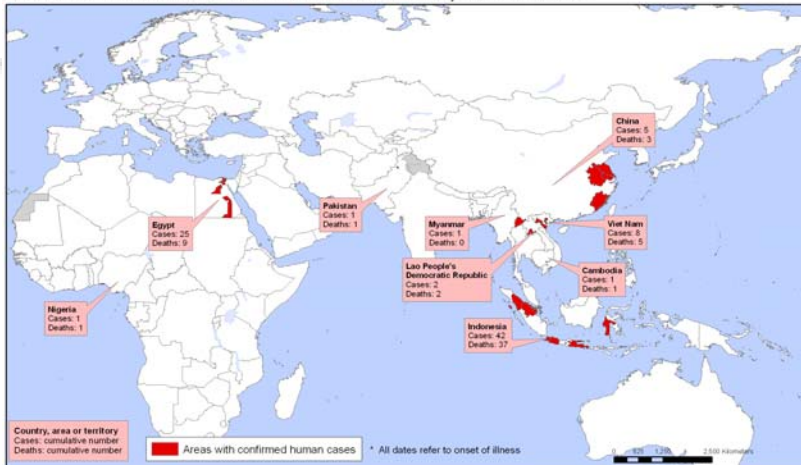 China
Cases: 5
Deaths: 3
Egypt
Cases: 25
Deaths: 9
Pakistan
Cases: 1
Deaths: 1
Myanmar
Cases: 1
Deaths: 0
Viet Nam
Cases: 8
Deaths: 5
Lao People's
Democratic Republic
Cases: 2
Deaths: 2
Cambodia
Cases: 1
Deaths: 1
Nigeria
Cases: 1
Deaths: 1
Indonesia
Cases: 42
Deaths: 37
Country, area or territory
Cases: cumulative number
Deaths: cumulative number
Areas with confirmed human cases
* All dates refer to onset of illness
Kilometers